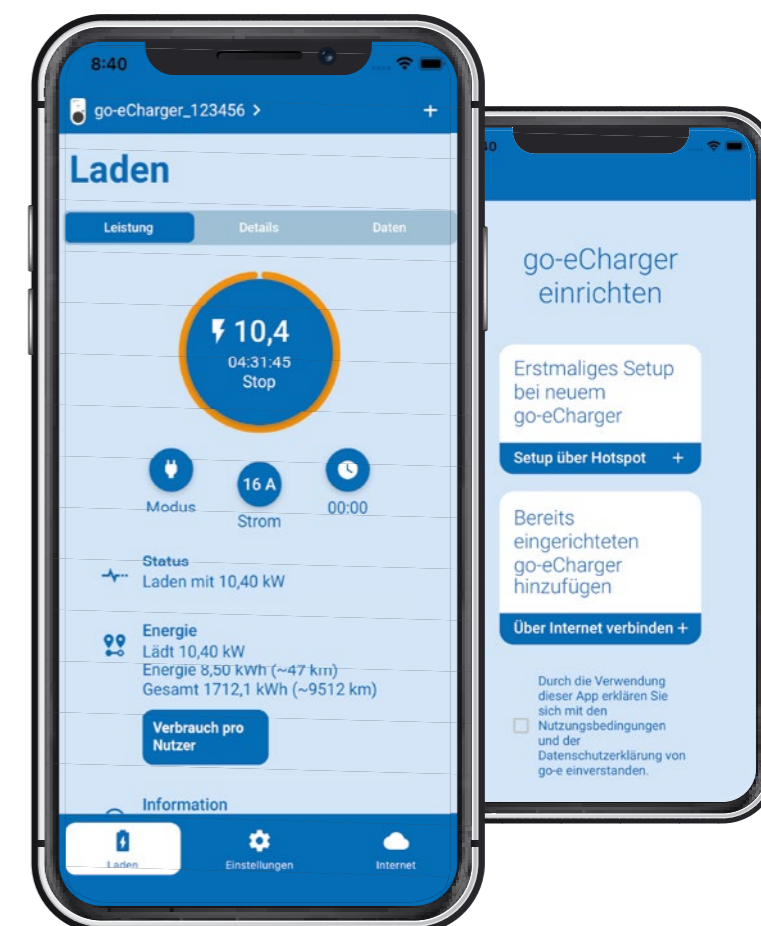 8:40
go-eCharger_123456 >
+
Laden
Leistung
Details
Daten
10,4
04:31:45
Stop
Modus
16 A
Strom
00:00
Status
Laden mit 10,40 kW
Energie
Lädt 10,40 kW
Energie 8,50 kWh (~47 km)
Gesamt 1712,1 kWh (~9512 km)
Verbrauch pro
Nutzer
Information
Laden
Einstellungen
Internet
40
go-eCharger
einrichten
Erstmaliges Setup
bei neuem
go-eCharger
Setup über Hotspot +
Bereits
eingerichteten
go-eCharger
hinzufügen
Über Internet verbinden +
Durch die Verwendung
dieser App erklären Sie
sich mit den
Nutzungsbedingungen
und der
Datenschutzerklärung von
go-e einverstanden.